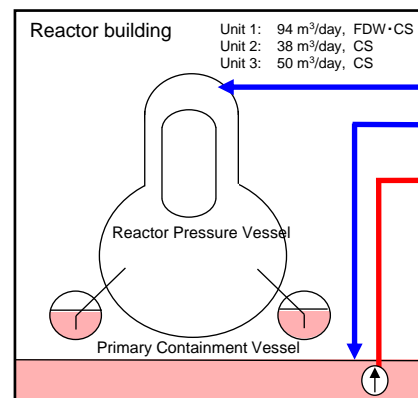 Reactor building
Unit 1: 94 m³/day, FDW・CS
Unit 2: 38 m³/day, CS
Unit 3: 50 m³/day, CS
Reactor Pressure Vessel
Primary Containment Vessel